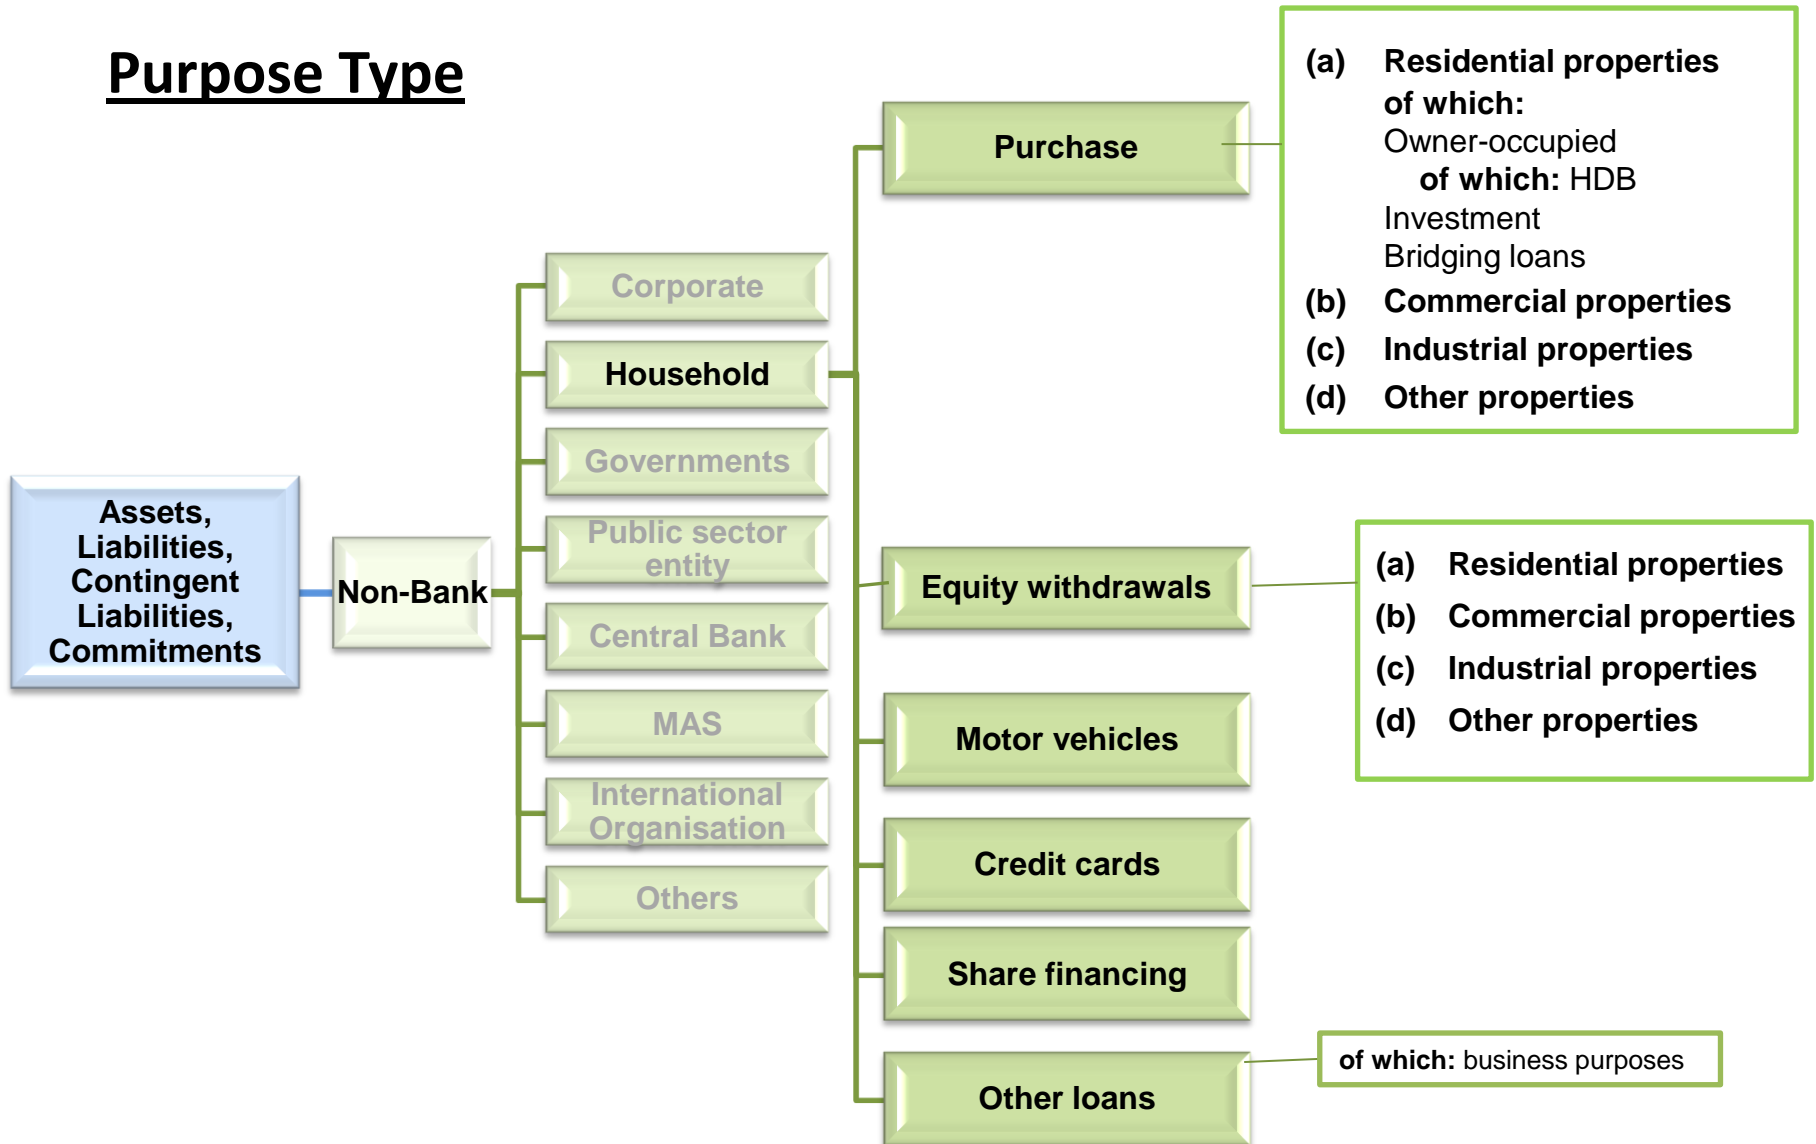 Purpose Type
Assets,
Liabilities,
Contingent
Liabilities,
Commitments
Non-Bank
Corporate
Household
Governments
Public sector
entity
Central Bank
MAS
International
Organisation
Others
Purchase
(a) Residential properties
of which:
Owner-occupied
of which: HDB
Investment
Bridging loans
(b) Commercial properties
(c) Industrial properties
(d) Other properties
Equity withdrawals
(a) Residential properties
(b) Commercial properties
(c) Industrial properties
(d) Other properties
Motor vehicles
Credit cards
Share financing
Other loans
of which: business purposes